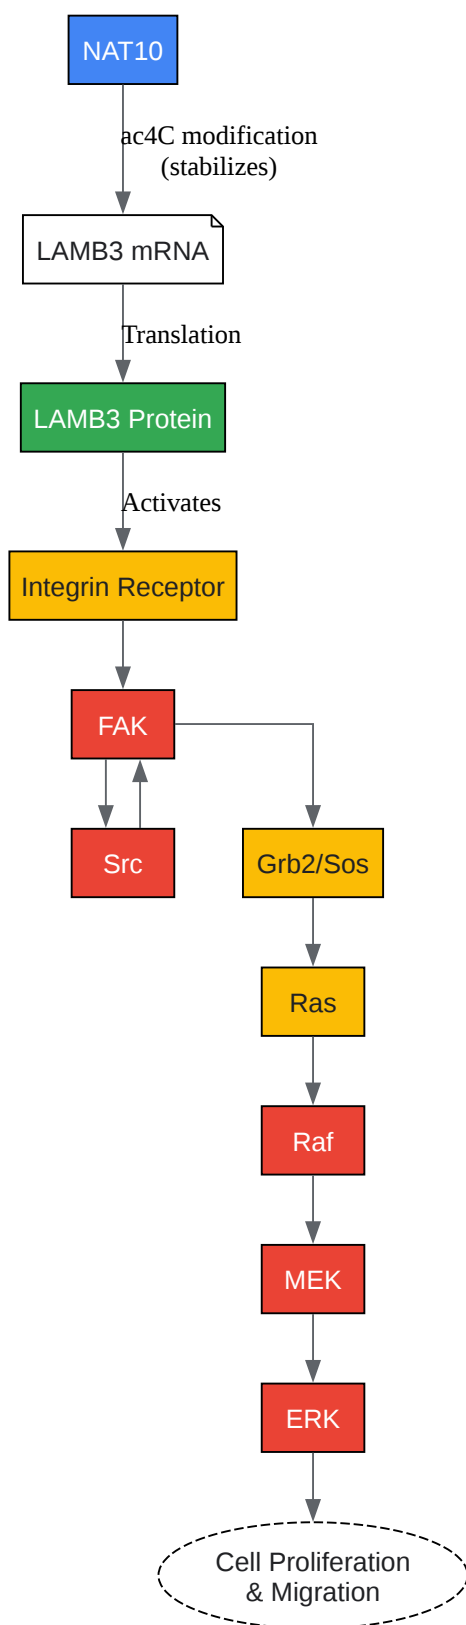 NAT10
ac4C modification
(stabilizes)
LAMB3 mRNA
Translation
LAMB3 Protein
Activates
Integrin Receptor
FAK
Src
Grb2/Sos
Ras
Raf
MEK
ERK
Cell Proliferation
& Migration